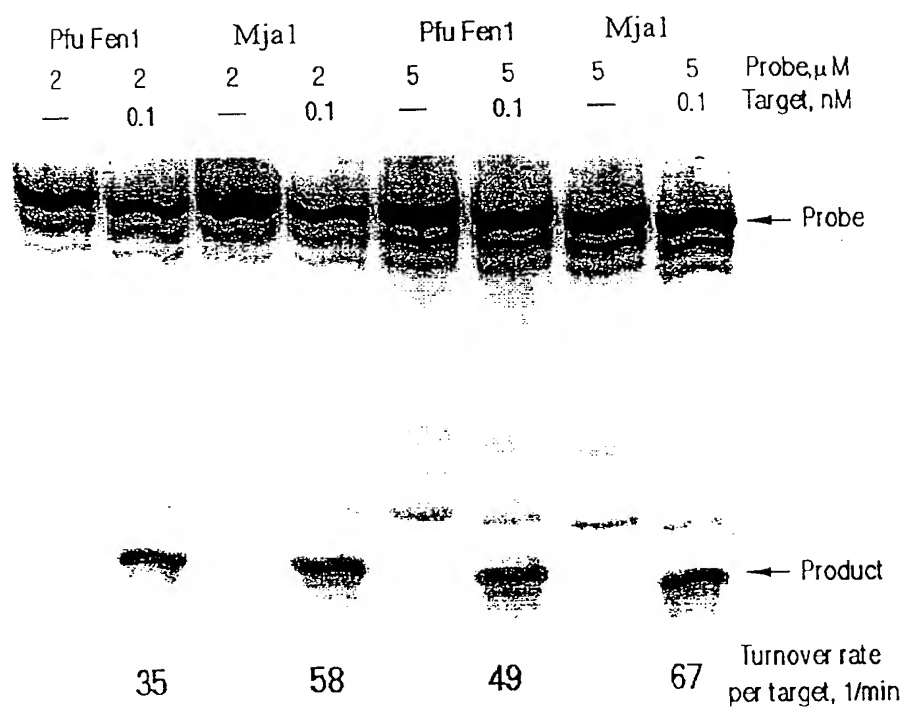 Pfu Fen1 Mja1 Pfu Fen1 Mja1
2 2 2 2 5 5 5 5 Probe,μM
— 0.1 — 0.1 — 0.1 — 0.1 Target, nM
Probe
Product
35 58 49 67 Turnover rate
per target, 1/min